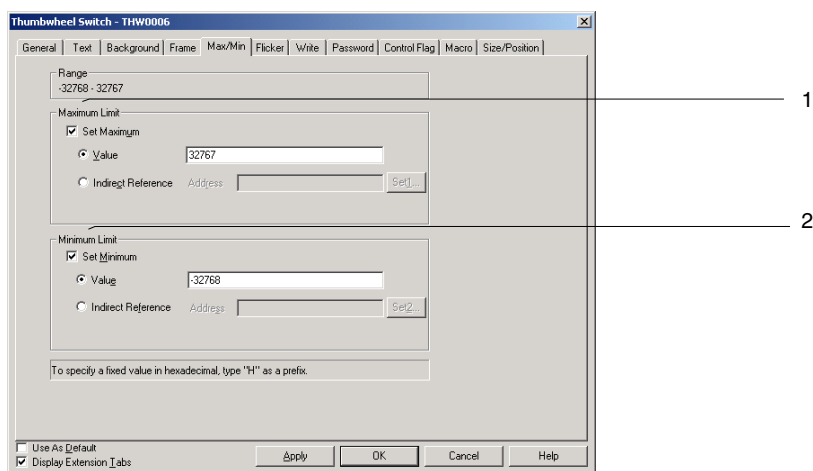 Thumbwheel Switch - THW0006
General Text Background Frame Max/Min Flicker Write Password Control Flag Macro Size/Position
Range
-32768 - 32767
1
Maximum Limit
Set Maximum
Value 32767
Indirect Reference Address Set1...
2
Minimum Limit
Set Minimum
Value -32768
Indirect Reference Address Set2...
To specify a fixed value in hexadecimal, type "H" as a prefix.
Use As Default
Display Extension Tabs
Apply OK Cancel Help